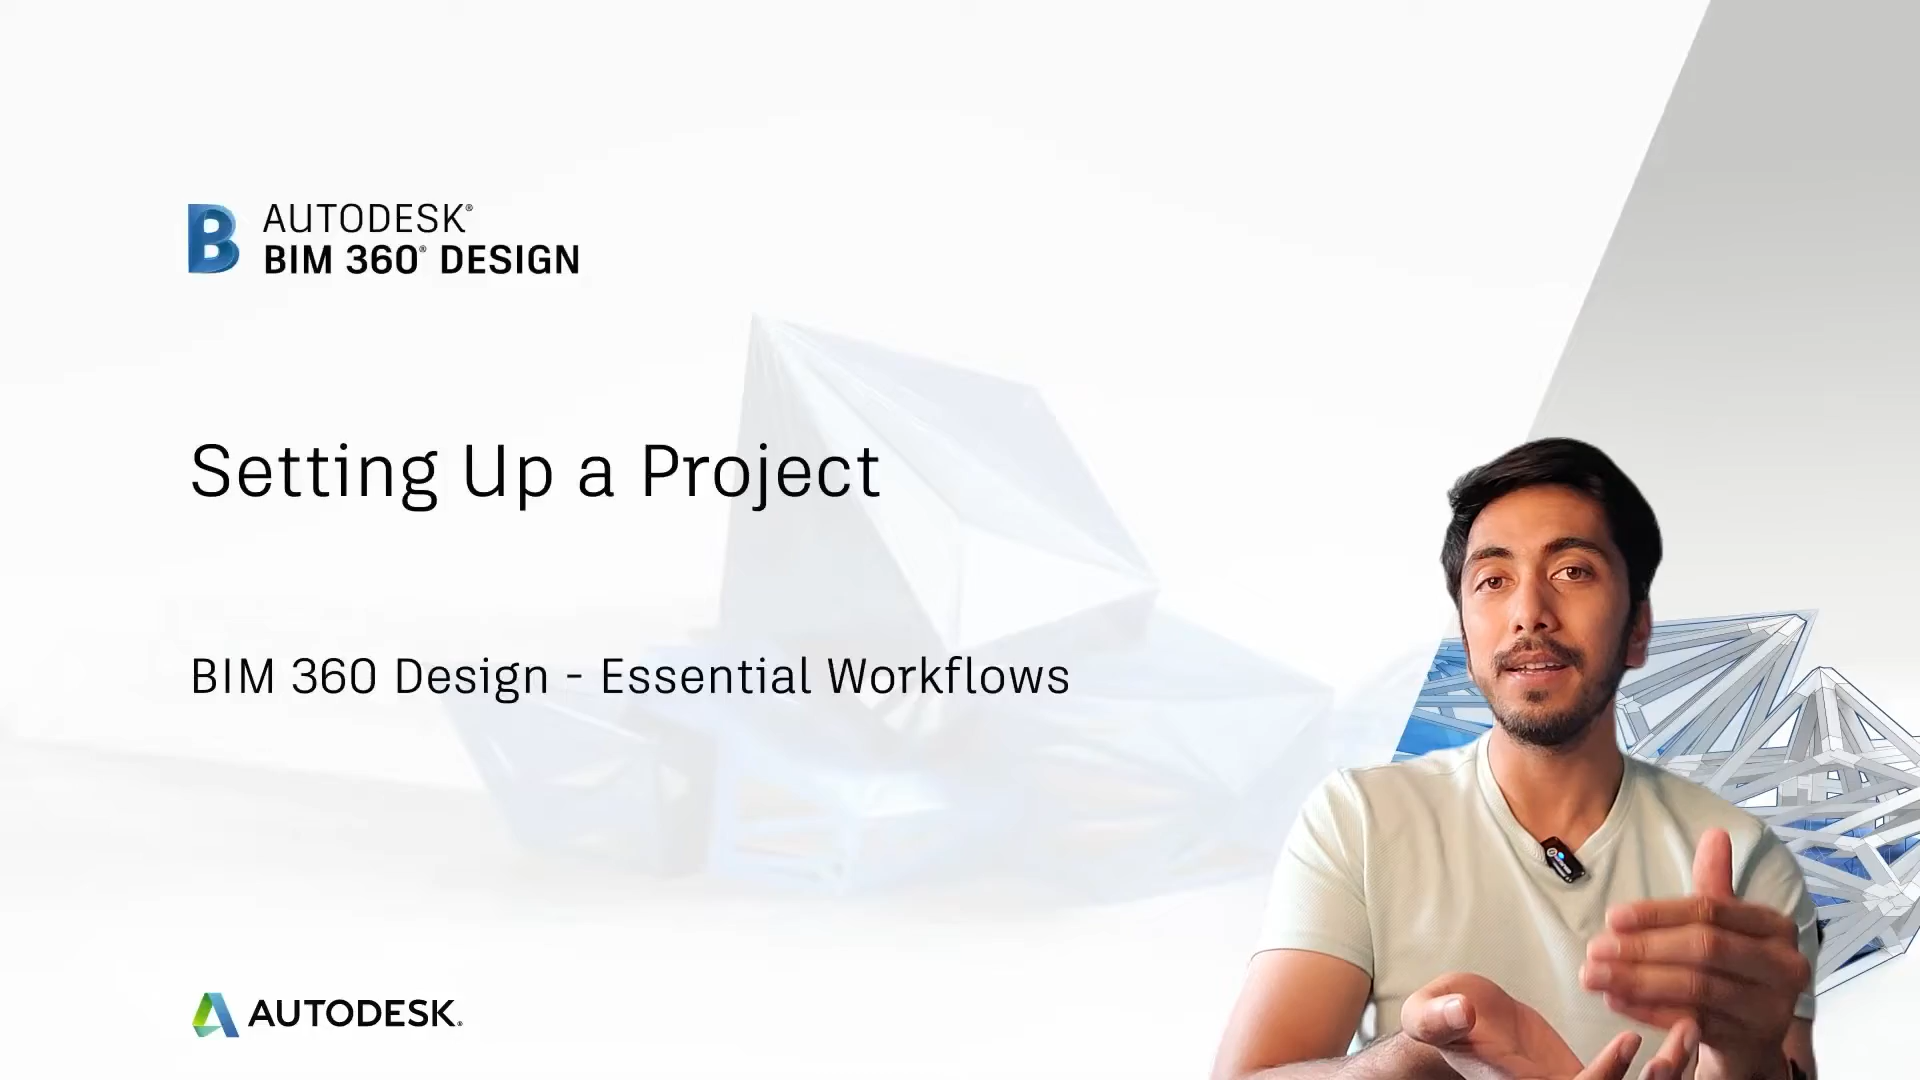 AUTODESK®
BIM 360® DESIGN
Setting Up a Project
BIM 360 Design - Essential Workflows
AUTODESK®